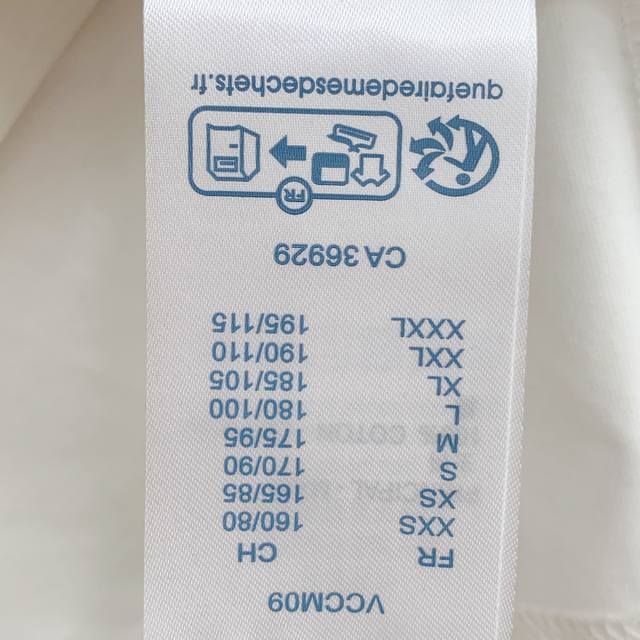 VCCM09
FR CH
XXS 160/80
XS 165/85
S 170/90
M 175/95
L 180/100
XL 185/105
XXL 190/110
XXXL 195/115
CA 36929
FR
quefairedemesdechets.fr